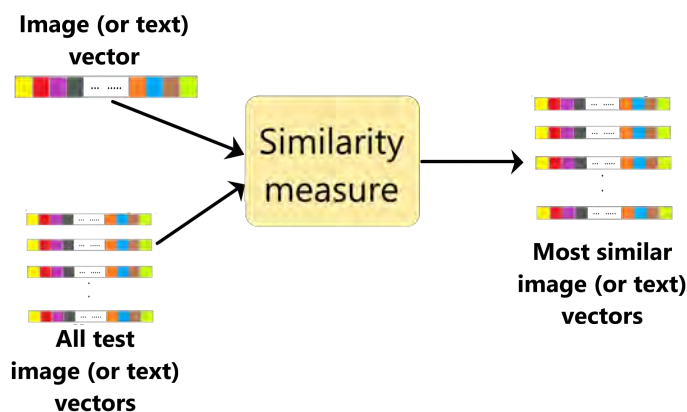 Image (or text)
vector
... .....
Similarity
measure
... .....
... .....
... .....
... .....
All test
image (or text)
vectors
... .....
... .....
... .....
... .....
Most similar
image (or text)
vectors